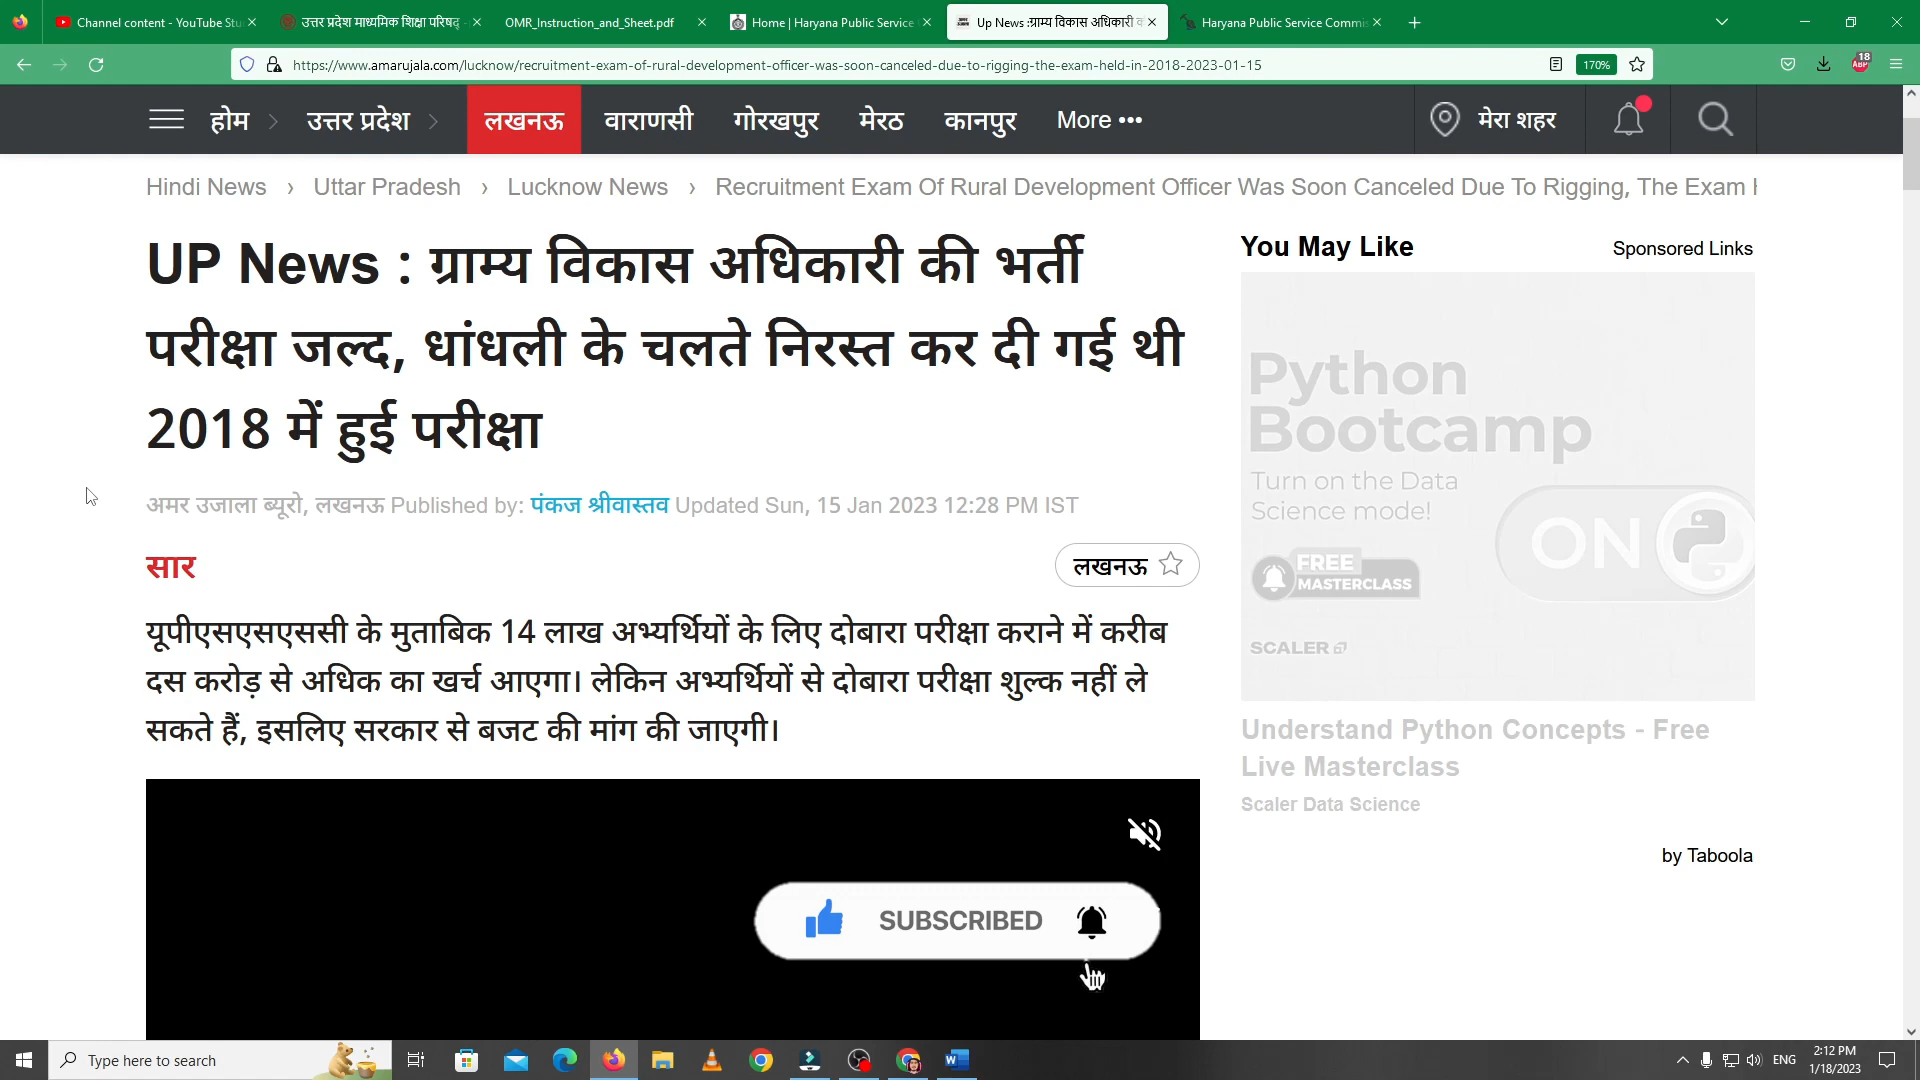 Channel content - YouTube Stu
उत्तर प्रदेश माध्यमिक शिक्षा परिषद्
OMR_Instruction_and_Sheet.pdf
Home | Haryana Public Service
Up News :ग्राम्य विकास अधिकारी
Haryana Public Service Commis
https://www.amarujala.com/lucknow/recruitment-exam-of-rural-development-officer-was-soon-canceled-due-to-rigging-the-exam-held-in-2018-2023-01-15
170%
18
ABP
होम > उत्तर प्रदेश > लखनऊ वाराणसी गोरखपुर मेरठ कानपुर More •••
मेरा शहर
Hindi News › Uttar Pradesh › Lucknow News › Recruitment Exam Of Rural Development Officer Was Soon Canceled Due To Rigging, The Exam
UP News : ग्राम्य विकास अधिकारी की भर्ती
परीक्षा जल्द, धांधली के चलते निरस्त कर दी गई थी
2018 में हुई परीक्षा
अमर उजाला ब्यूरो, लखनऊ Published by: पंकज श्रीवास्तव Updated Sun, 15 Jan 2023 12:28 PM IST
सार
लखनऊ
यूपीएसएसएससी के मुताबिक 14 लाख अभ्यर्थियों के लिए दोबारा परीक्षा कराने में करीब
दस करोड़ से अधिक का खर्च आएगा। लेकिन अभ्यर्थियों से दोबारा परीक्षा शुल्क नहीं ले
सकते हैं, इसलिए सरकार से बजट की मांग की जाएगी।
SUBSCRIBED
You May Like
Sponsored Links
Python
Bootcamp
Turn on the Data
Science mode!
ON
FREE
MASTERCLASS
SCALER
Understand Python Concepts - Free
Live Masterclass
Scaler Data Science
by Taboola
Type here to search
ENG
2:12 PM
1/18/2023